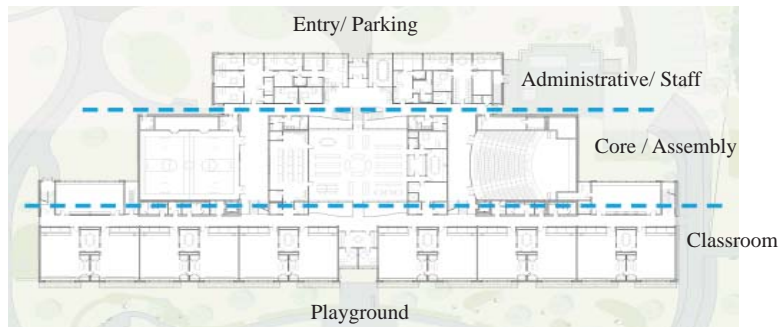 Entry/ Parking
Administrative/ Staff
Core / Assembly
Classroom
Playground